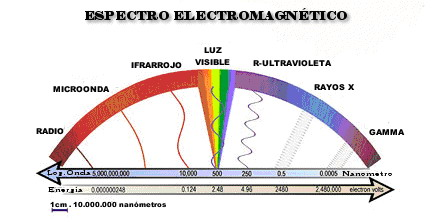 ESPECTRO ELECTROMAGNÉTICO
LUZ
VISIBLE
IFRARROJO
R-ULTRAVIOLETA
MICROONDA
RAYOS X
RADIO
GAMMA
Log.Onda 5,000,000,000 10,000 500 250 0.5 0.0005 Nanometro
Energia 0.000000248 0.124 2.48 4.96 2480 2.480,000 electron volts
1cm . 10.000.000 nanómetros